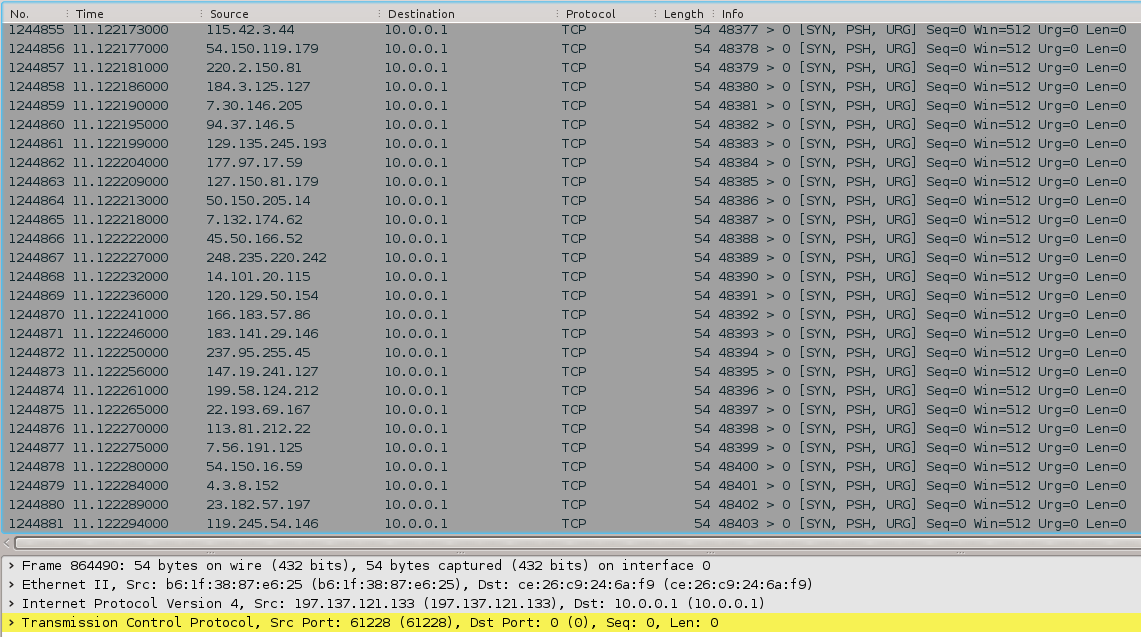 No. Time Source Destination Protocol Length Info
1244855 11.122173000 115.42.3.44 10.0.0.1 TCP 54 48377 > 0 [SYN, PSH, URG] Seq=0 Win=512 Urg=0 Len=0
1244856 11.122177000 54.150.119.179 10.0.0.1 TCP 54 48378 > 0 [SYN, PSH, URG] Seq=0 Win=512 Urg=0 Len=0
1244857 11.122181000 220.2.150.81 10.0.0.1 TCP 54 48379 > 0 [SYN, PSH, URG] Seq=0 Win=512 Urg=0 Len=0
1244858 11.122186000 184.3.125.127 10.0.0.1 TCP 54 48380 > 0 [SYN, PSH, URG] Seq=0 Win=512 Urg=0 Len=0
1244859 11.122190000 7.30.146.205 10.0.0.1 TCP 54 48381 > 0 [SYN, PSH, URG] Seq=0 Win=512 Urg=0 Len=0
1244860 11.122195000 94.37.146.5 10.0.0.1 TCP 54 48382 > 0 [SYN, PSH, URG] Seq=0 Win=512 Urg=0 Len=0
1244861 11.122199000 129.135.245.193 10.0.0.1 TCP 54 48383 > 0 [SYN, PSH, URG] Seq=0 Win=512 Urg=0 Len=0
1244862 11.122204000 177.97.17.59 10.0.0.1 TCP 54 48384 > 0 [SYN, PSH, URG] Seq=0 Win=512 Urg=0 Len=0
1244863 11.122209000 127.150.81.179 10.0.0.1 TCP 54 48385 > 0 [SYN, PSH, URG] Seq=0 Win=512 Urg=0 Len=0
1244864 11.122213000 50.150.205.14 10.0.0.1 TCP 54 48386 > 0 [SYN, PSH, URG] Seq=0 Win=512 Urg=0 Len=0
1244865 11.122218000 7.132.174.62 10.0.0.1 TCP 54 48387 > 0 [SYN, PSH, URG] Seq=0 Win=512 Urg=0 Len=0
1244866 11.122222000 45.50.166.52 10.0.0.1 TCP 54 48388 > 0 [SYN, PSH, URG] Seq=0 Win=512 Urg=0 Len=0
1244867 11.122227000 248.235.220.242 10.0.0.1 TCP 54 48389 > 0 [SYN, PSH, URG] Seq=0 Win=512 Urg=0 Len=0
1244868 11.122232000 14.101.20.115 10.0.0.1 TCP 54 48390 > 0 [SYN, PSH, URG] Seq=0 Win=512 Urg=0 Len=0
1244869 11.122236000 120.129.50.154 10.0.0.1 TCP 54 48391 > 0 [SYN, PSH, URG] Seq=0 Win=512 Urg=0 Len=0
1244870 11.122241000 166.183.57.86 10.0.0.1 TCP 54 48392 > 0 [SYN, PSH, URG] Seq=0 Win=512 Urg=0 Len=0
1244871 11.122246000 183.141.29.146 10.0.0.1 TCP 54 48393 > 0 [SYN, PSH, URG] Seq=0 Win=512 Urg=0 Len=0
1244872 11.122250000 237.95.255.45 10.0.0.1 TCP 54 48394 > 0 [SYN, PSH, URG] Seq=0 Win=512 Urg=0 Len=0
1244873 11.122256000 147.19.241.127 10.0.0.1 TCP 54 48395 > 0 [SYN, PSH, URG] Seq=0 Win=512 Urg=0 Len=0
1244874 11.122261000 199.58.124.212 10.0.0.1 TCP 54 48396 > 0 [SYN, PSH, URG] Seq=0 Win=512 Urg=0 Len=0
1244875 11.122265000 22.193.69.167 10.0.0.1 TCP 54 48397 > 0 [SYN, PSH, URG] Seq=0 Win=512 Urg=0 Len=0
1244876 11.122270000 113.81.212.22 10.0.0.1 TCP 54 48398 > 0 [SYN, PSH, URG] Seq=0 Win=512 Urg=0 Len=0
1244877 11.122275000 7.56.191.125 10.0.0.1 TCP 54 48399 > 0 [SYN, PSH, URG] Seq=0 Win=512 Urg=0 Len=0
1244878 11.122280000 54.150.16.59 10.0.0.1 TCP 54 48400 > 0 [SYN, PSH, URG] Seq=0 Win=512 Urg=0 Len=0
1244879 11.122284000 4.3.8.152 10.0.0.1 TCP 54 48401 > 0 [SYN, PSH, URG] Seq=0 Win=512 Urg=0 Len=0
1244880 11.122289000 23.182.57.197 10.0.0.1 TCP 54 48402 > 0 [SYN, PSH, URG] Seq=0 Win=512 Urg=0 Len=0
1244881 11.122294000 119.245.54.146 10.0.0.1 TCP 54 48403 > 0 [SYN, PSH, URG] Seq=0 Win=512 Urg=0 Len=0
Frame 864490: 54 bytes on wire (432 bits), 54 bytes captured (432 bits) on interface 0
Ethernet II, Src: b6:1f:38:87:e6:25 (b6:1f:38:87:e6:25), Dst: ce:26:c9:24:6a:f9 (ce:26:c9:24:6a:f9)
Internet Protocol Version 4, Src: 197.137.121.133 (197.137.121.133), Dst: 10.0.0.1 (10.0.0.1)
Transmission Control Protocol, Src Port: 61228 (61228), Dst Port: 0 (0), Seq: 0, Len: 0